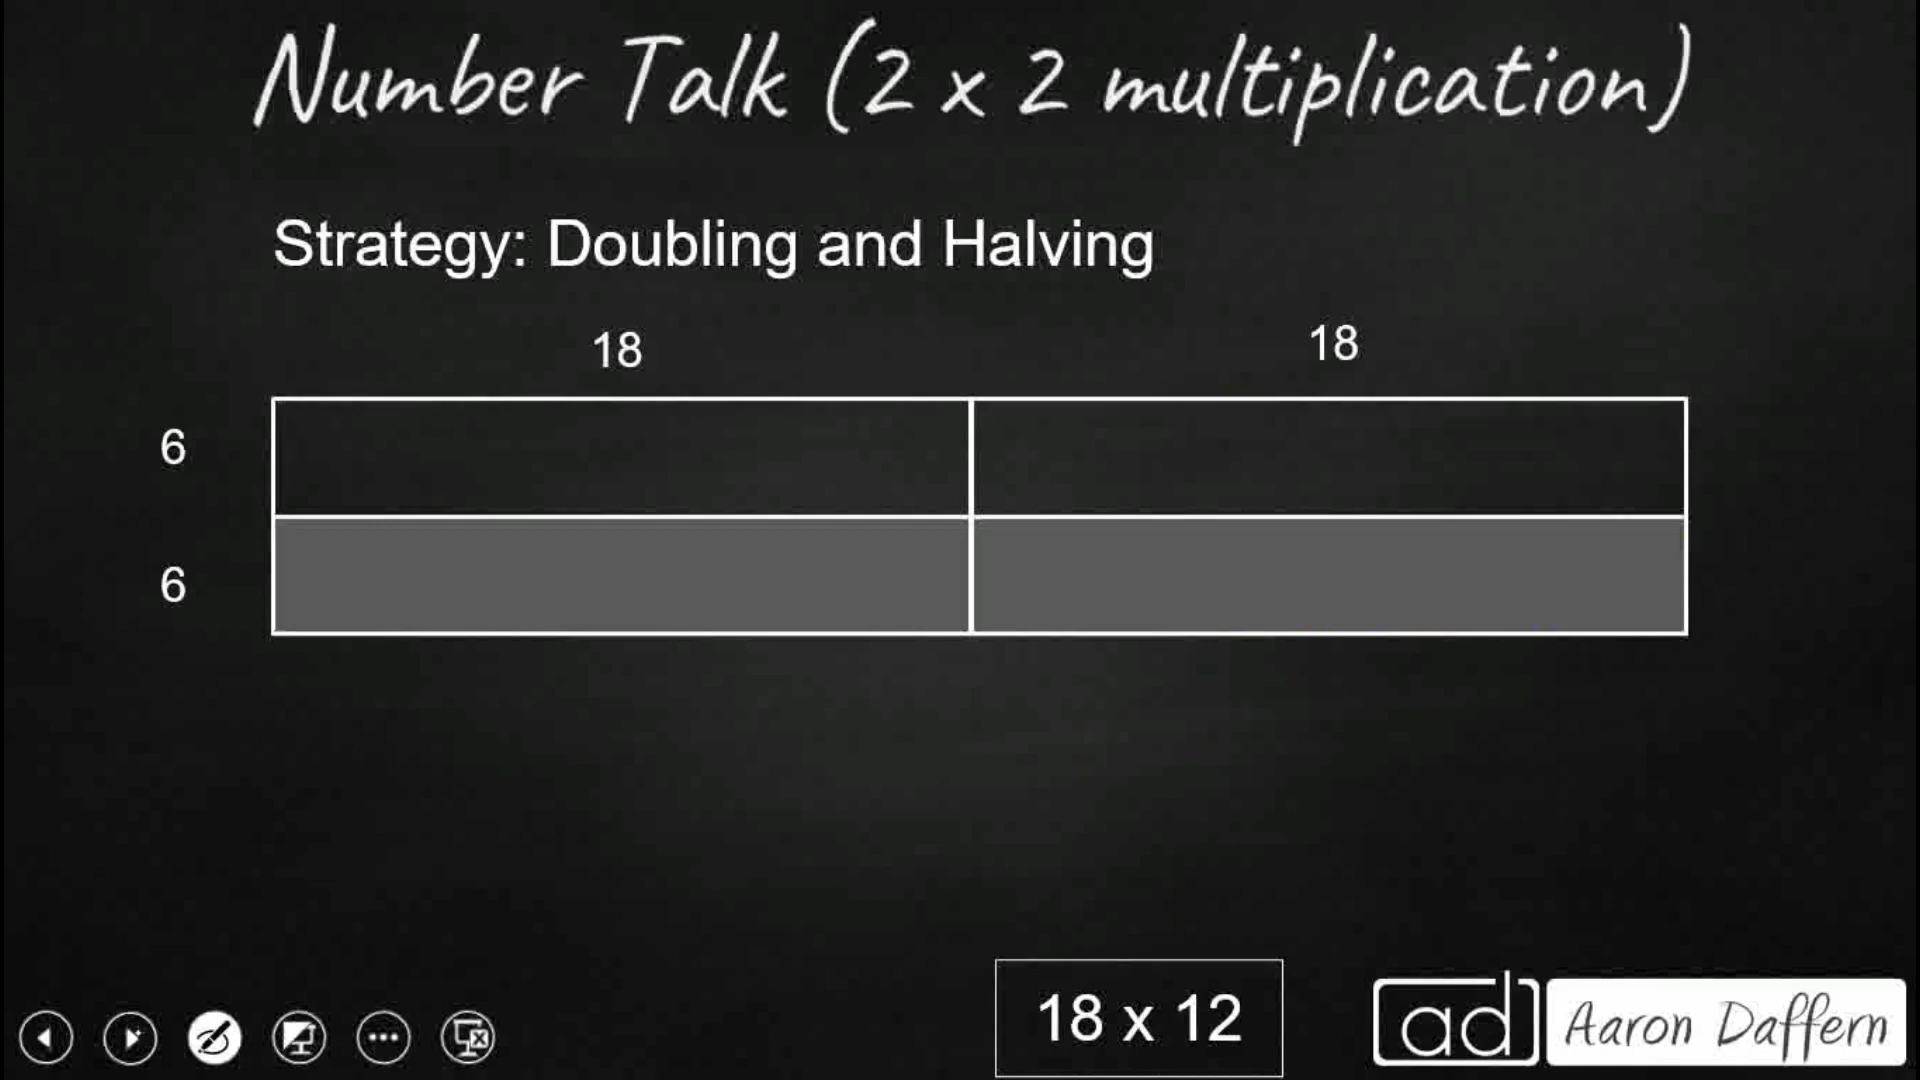 Number Talk (2 x 2 multiplication)
Strategy: Doubling and Halving
18 18
6
6
18 x 12
ad Aaron Daffern